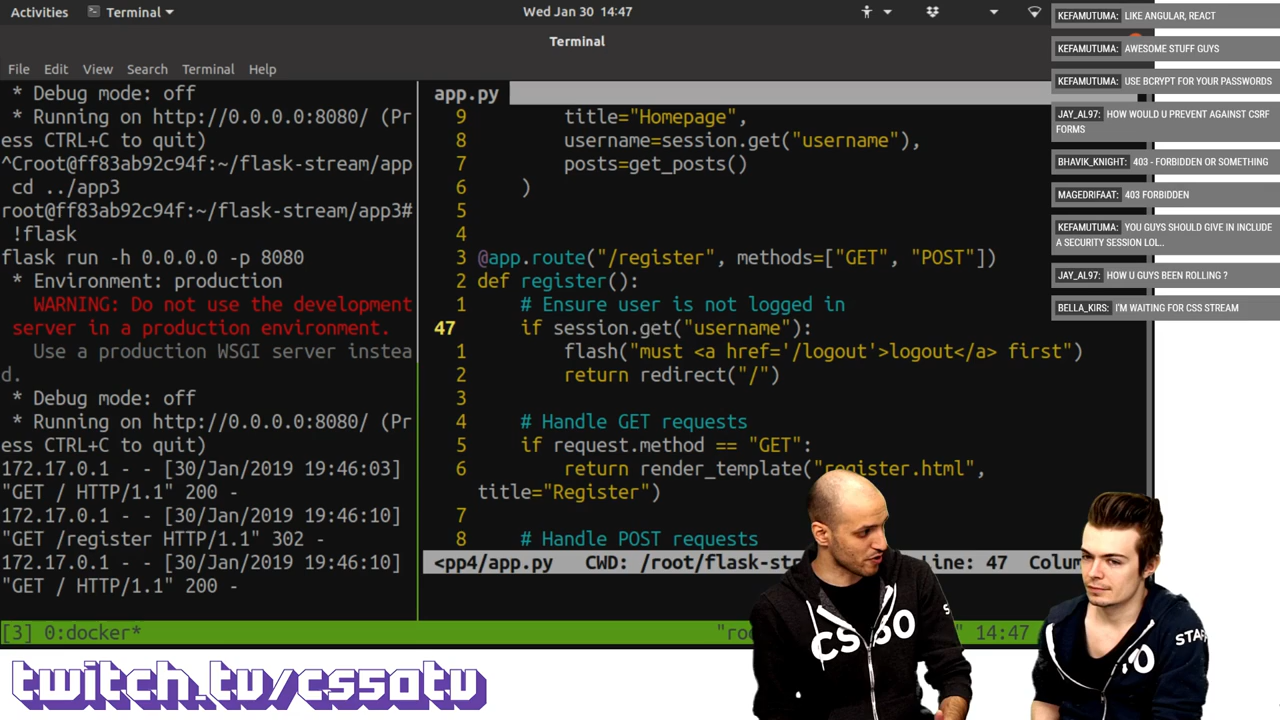 Activities
Terminal
Wed Jan 30 14:47
Terminal
File Edit View Search Terminal Help
* Debug mode: off
* Running on http://0.0.0.0:8080/ (Pr
ess CTRL+C to quit)
^Croot@ff83ab92c94f:~/flask-stream/app
cd ../app3
root@ff83ab92c94f:~/flask-stream/app3#
!flask
flask run -h 0.0.0.0 -p 8080
* Environment: production
WARNING: Do not use the development
server in a production environment.
Use a production WSGI server instea
d.
* Debug mode: off
* Running on http://0.0.0.0:8080/ (Pr
ess CTRL+C to quit)
172.17.0.1 - - [30/Jan/2019 19:46:03]
"GET / HTTP/1.1" 200 -
172.17.0.1 - - [30/Jan/2019 19:46:10]
"GET /register HTTP/1.1" 302 -
172.17.0.1 - - [30/Jan/2019 19:46:10]
"GET / HTTP/1.1" 200 -
app.py
9 title="Homepage",
8 username=session.get("username"),
7 posts=get_posts()
6 )
5
4
3 @app.route("/register", methods=["GET", "POST"])
2 def register():
1 # Ensure user is not logged in
47 if session.get("username"):
1 flash("must <a href='/logout'>logout</a> first")
2 return redirect("/")
3
4 # Handle GET requests
5 if request.method == "GET":
6 return render_template("register.html",
title="Register")
7
8 # Handle POST requests
<pp4/app.py CWD: /root/flask-str Line: 47 Colum
[3] 0:docker* "roo " 14:47
KEFAMUTUMA: LIKE ANGULAR, REACT
KEFAMUTUMA: AWESOME STUFF GUYS
KEFAMUTUMA: USE BCRYPT FOR YOUR PASSWORDS
JAY_AL97: HOW WOULD U PREVENT AGAINST CSRF
FORMS
BHAVIK_KNIGHT: 403 - FORBIDDEN OR SOMETHING
MAGEDRIFAAT: 403 FORBIDDEN
KEFAMUTUMA: YOU GUYS SHOULD GIVE IN INCLUDE
A SECURITY SESSION LOL..
JAY_AL97: HOW U GUYS BEEN ROLLING ?
BELLA_KIRS: I'M WAITING FOR CSS STREAM
twitch.tv/cs50tv